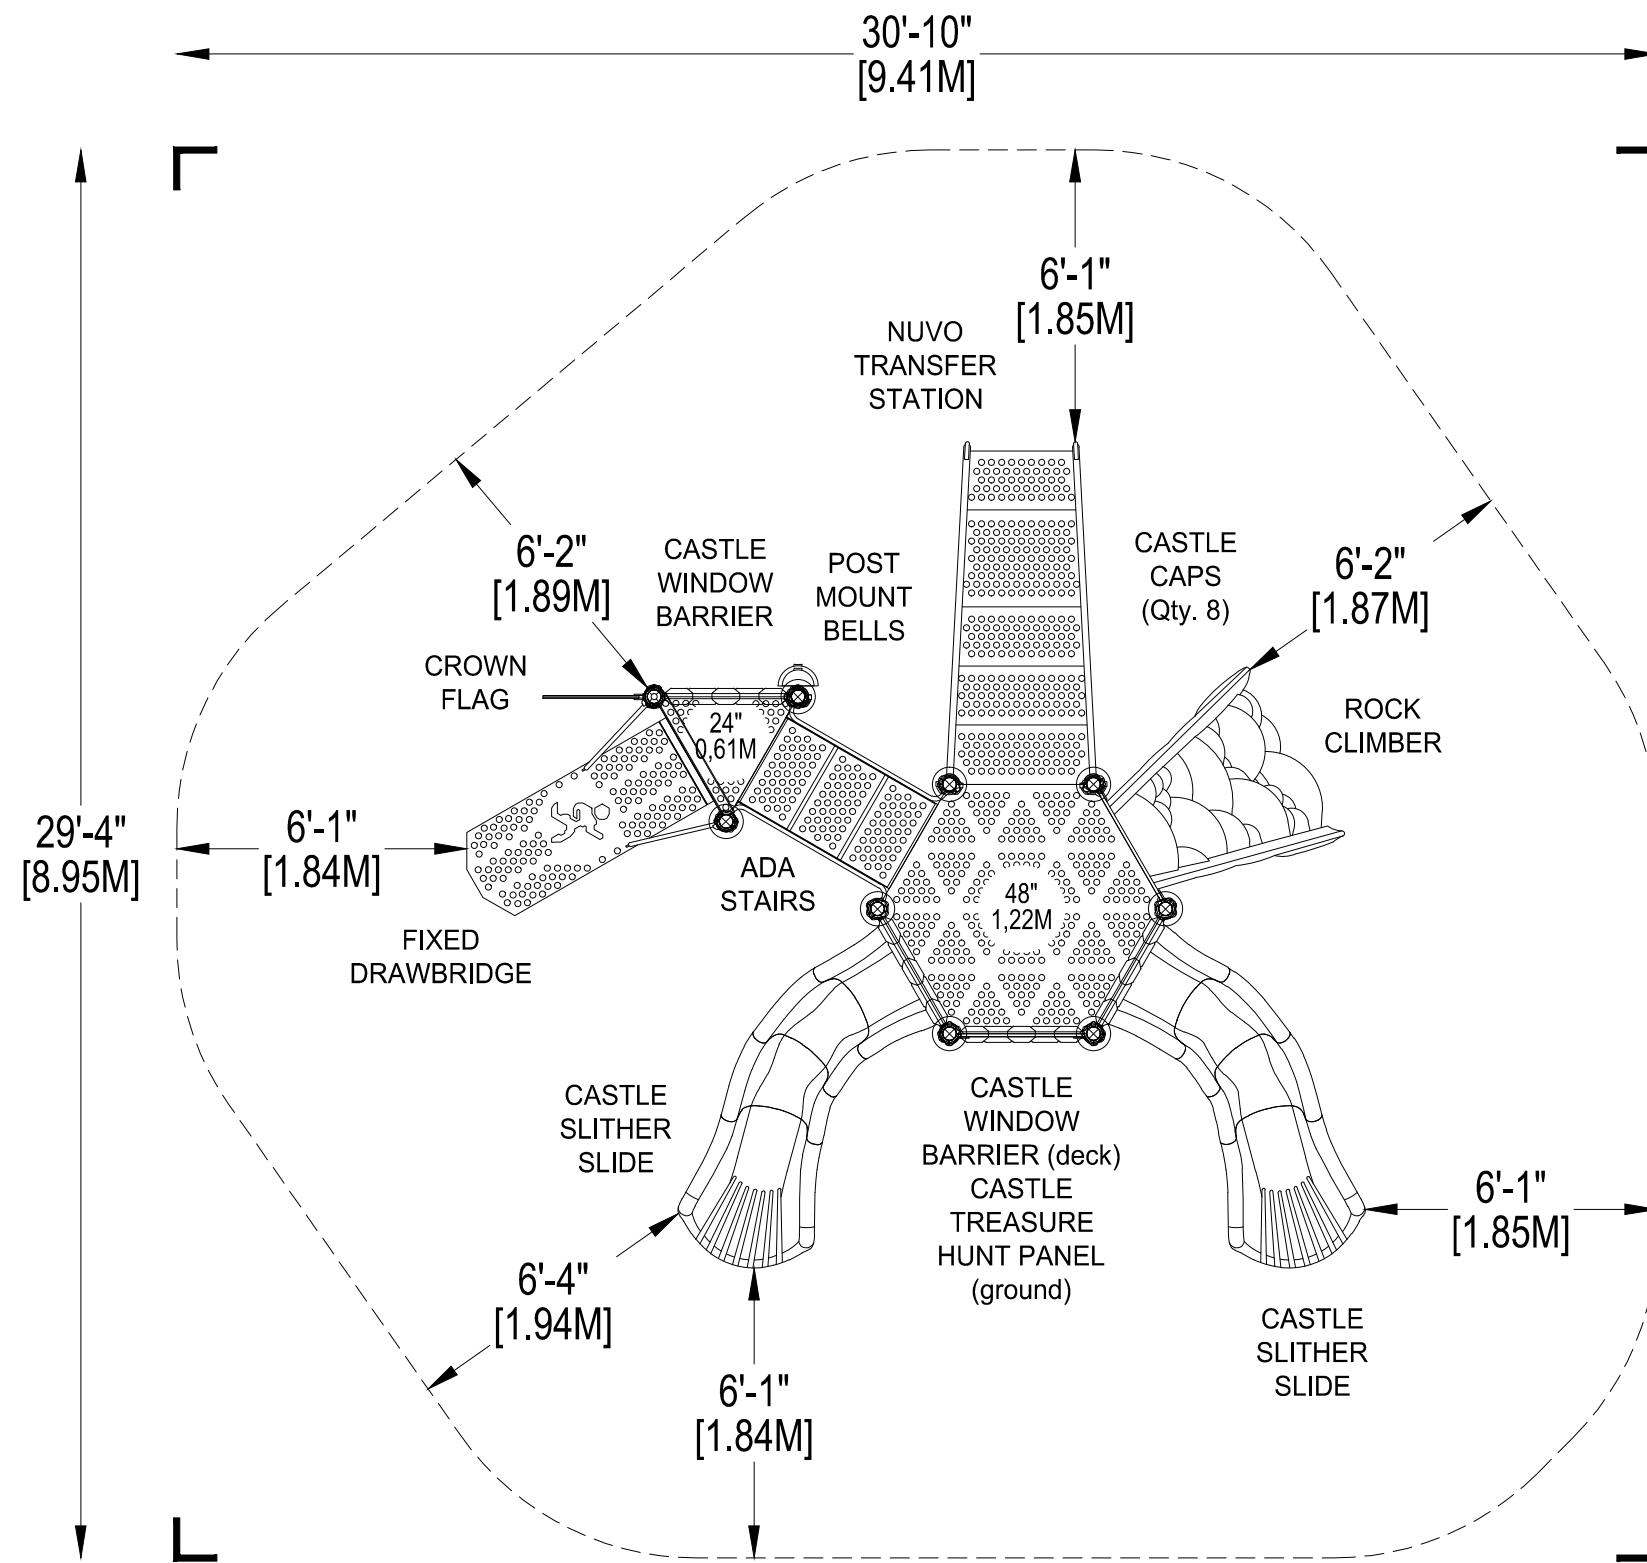 30'-10"
[9.41M]
6'-1"
[1.85M]
NUVO
TRANSFER
STATION
6'-2"
[1.89M]
CASTLE
WINDOW
BARRIER
POST
MOUNT
BELLS
CASTLE
CAPS
(Qty. 8)
6'-2"
[1.87M]
CROWN
FLAG
24"
0,61M
ROCK
CLIMBER
29'-4"
[8.95M]
6'-1"
[1.84M]
ADA
STAIRS
48"
1,22M
FIXED
DRAWBRIDGE
CASTLE
SLITHER
SLIDE
CASTLE
WINDOW
BARRIER (deck)
CASTLE
TREASURE
HUNT PANEL
(ground)
6'-1"
[1.85M]
6'-4"
[1.94M]
CASTLE
SLITHER
SLIDE
6'-1"
[1.84M]